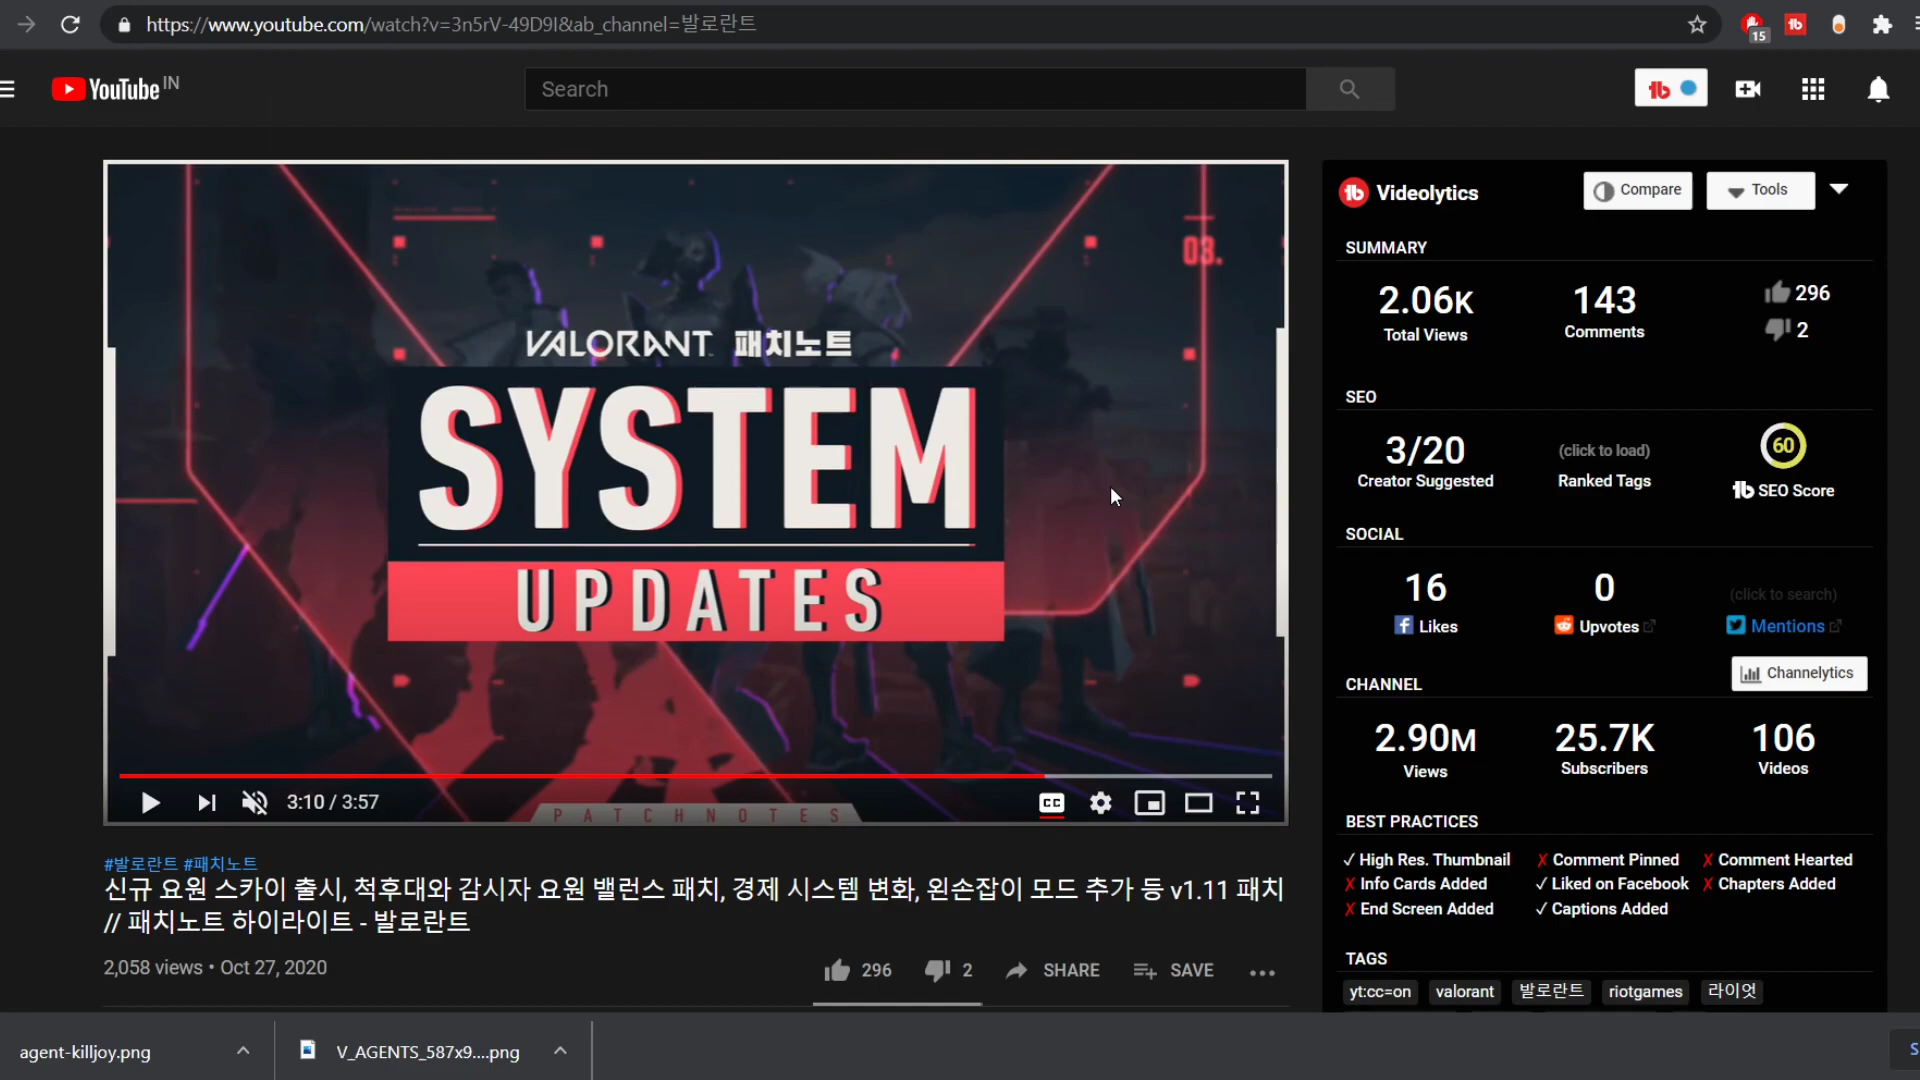 https://www.youtube.com/watch?v=3n5rV-49D9I&ab_channel=발로란트
15
YouTube IN
Search
03.
VALORANT 패치노트
SYSTEM
UPDATES
PATCHNOTES
3:10 / 3:57
CC
#발로란트 #패치노트
신규 요원 스카이 출시, 척후대와 감시자 요원 밸런스 패치, 경제 시스템 변화, 왼손잡이 모드 추가 등 v1.11 패치
// 패치노트 하이라이트 - 발로란트
2,058 views • Oct 27, 2020
296 2 SHARE SAVE
Videolytics Compare Tools
SUMMARY
2.06K 143 296
Total Views Comments 2
SEO
3/20 (click to load) 60
Creator Suggested Ranked Tags SEO Score
SOCIAL
16 0 (click to search)
Likes Upvotes Mentions
CHANNEL Channelytics
2.90M 25.7K 106
Views Subscribers Videos
BEST PRACTICES
✓ High Res. Thumbnail ✗ Comment Pinned ✗ Comment Hearted
✗ Info Cards Added ✓ Liked on Facebook ✗ Chapters Added
✗ End Screen Added ✓ Captions Added
TAGS
yt:cc=on valorant 발로란트 riotgames 라이엇
agent-killjoy.png V_AGENTS_587x9....png S